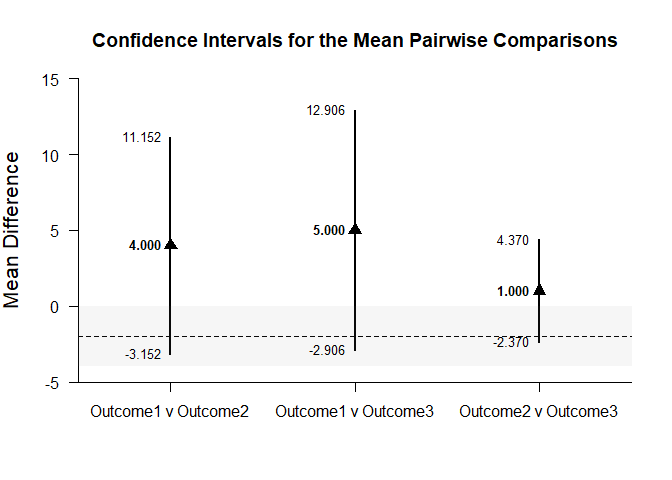 Confidence Intervals for the Mean Pairwise Comparisons
Mean Difference
15
10
5
0
-5
11.152
4.000
-3.152
12.906
5.000
-2.906
4.370
1.000
-2.370
Outcome1 v Outcome2
Outcome1 v Outcome3
Outcome2 v Outcome3